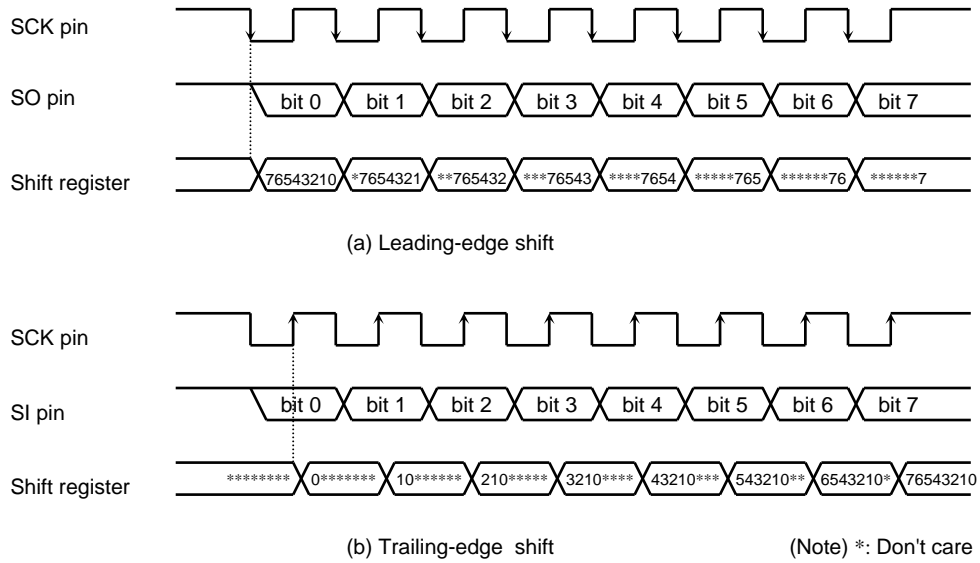 SCK pin
SO pin
bit 0 bit 1 bit 2 bit 3 bit 4 bit 5 bit 6 bit 7
Shift register
76543210 *7654321 **765432 ***76543 ****7654 *****765 ******76 ******7
(a) Leading-edge shift
SCK pin
SI pin
bit 0 bit 1 bit 2 bit 3 bit 4 bit 5 bit 6 bit 7
Shift register
******** 0******* 10****** 210***** 3210**** 43210*** 543210** 6543210* 76543210
(b) Trailing-edge shift
(Note) *: Don't care